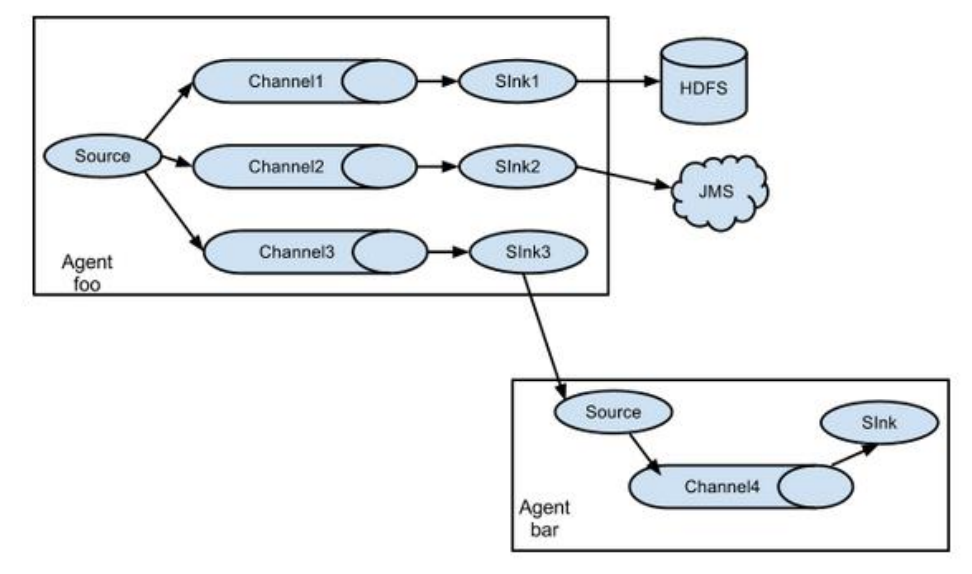 Channel1
SInk1
HDFS
Source
Channel2
SInk2
JMS
Channel3
SInk3
Agent
foo
Source
SInk
Channel4
Agent
bar